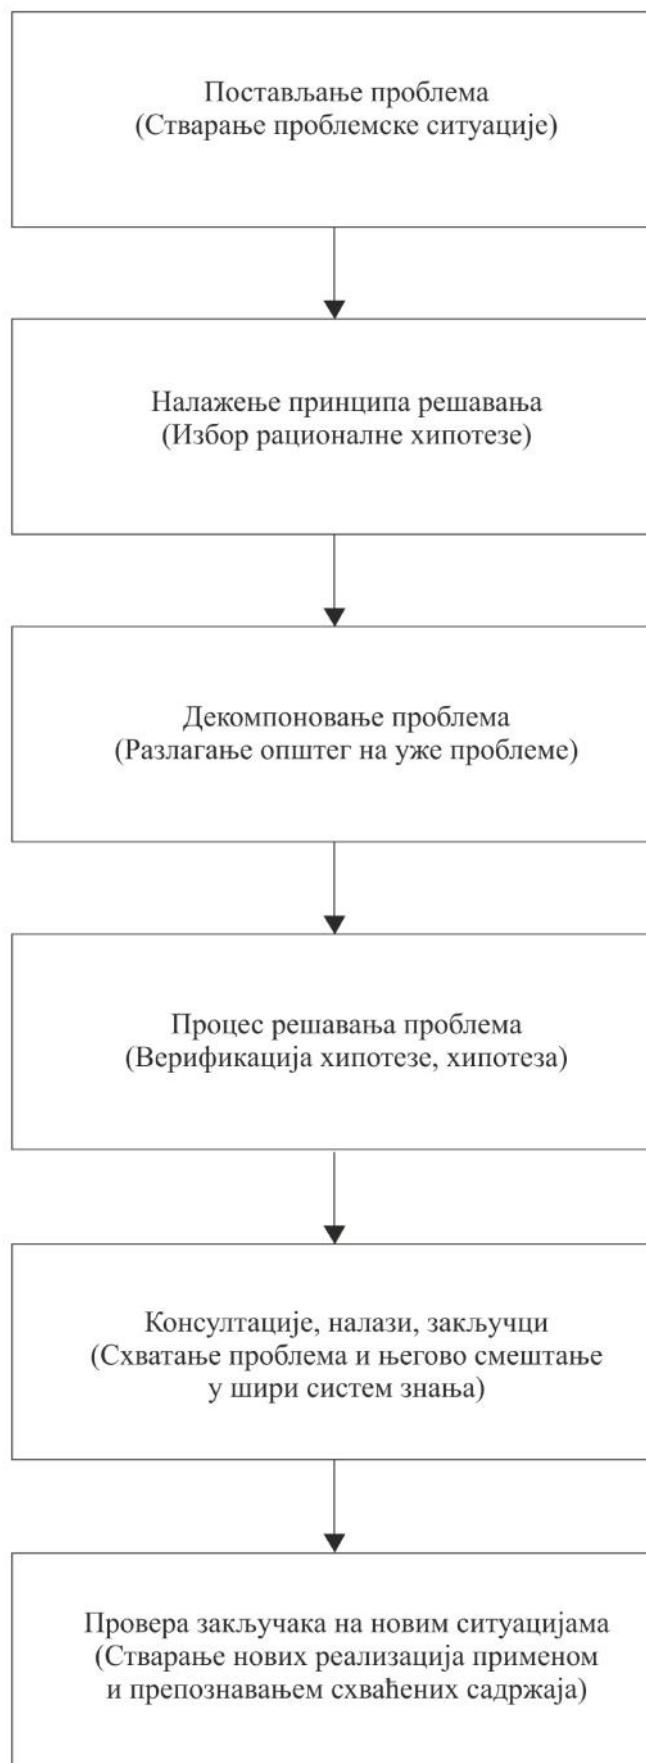 Постављање проблема
(Стварање проблемске ситуације)
Налажење принципа решавања
(Избор рационалне хипотезе)
Декомпоновање проблема
(Разлагање општег на уже проблеме)
Процес решавања проблема
(Верификација хипотезе, хипотеза)
Консултације, налази, закључци
(Схватање проблема и његово смештање
у шири систем знања)
Провера закључака на новим ситуацијама
(Стварање нових реализација применом
и препознавањем схваћених садржаја)